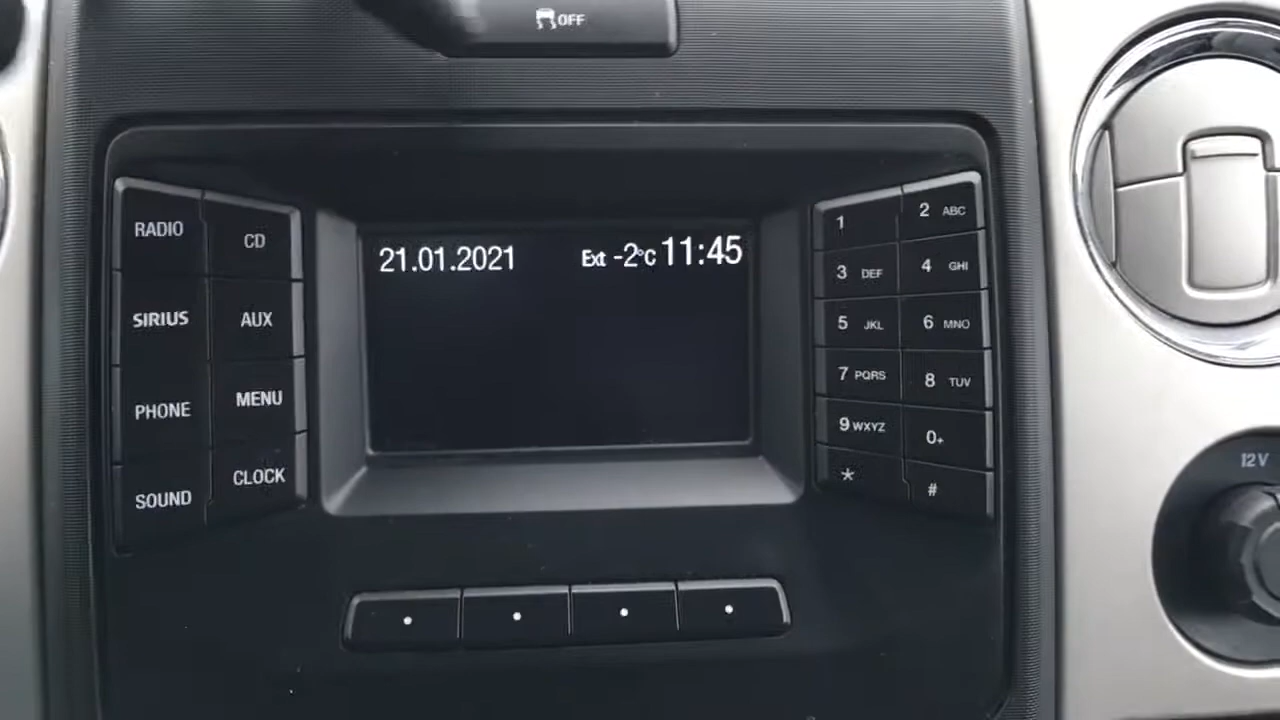 OFF
RADIO
CD
SIRIUS
AUX
PHONE
MENU
SOUND
CLOCK
21.01.2021 Ext -2°C 11:45
1
2 ABC
3 DEF
4 GHI
5 JKL
6 MNO
7 PQRS
8 TUV
9 WXYZ
0+
*
#
12V